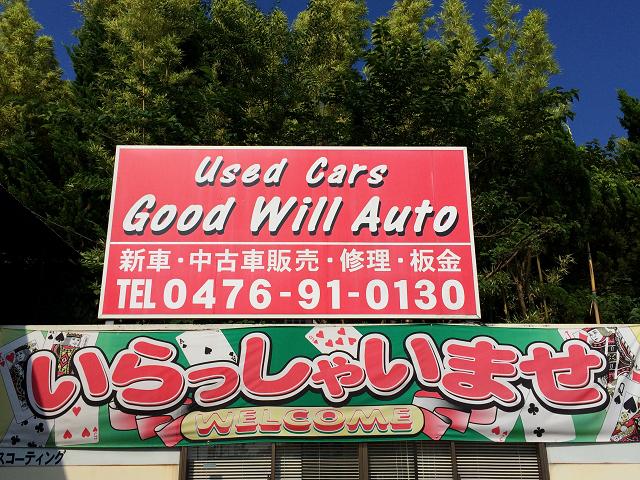 Used Cars
Good Will Auto
新車・中古車販売・修理・板金
TEL 0476-91-0130
いらっしゃいませ
WELCOME
スコーティング